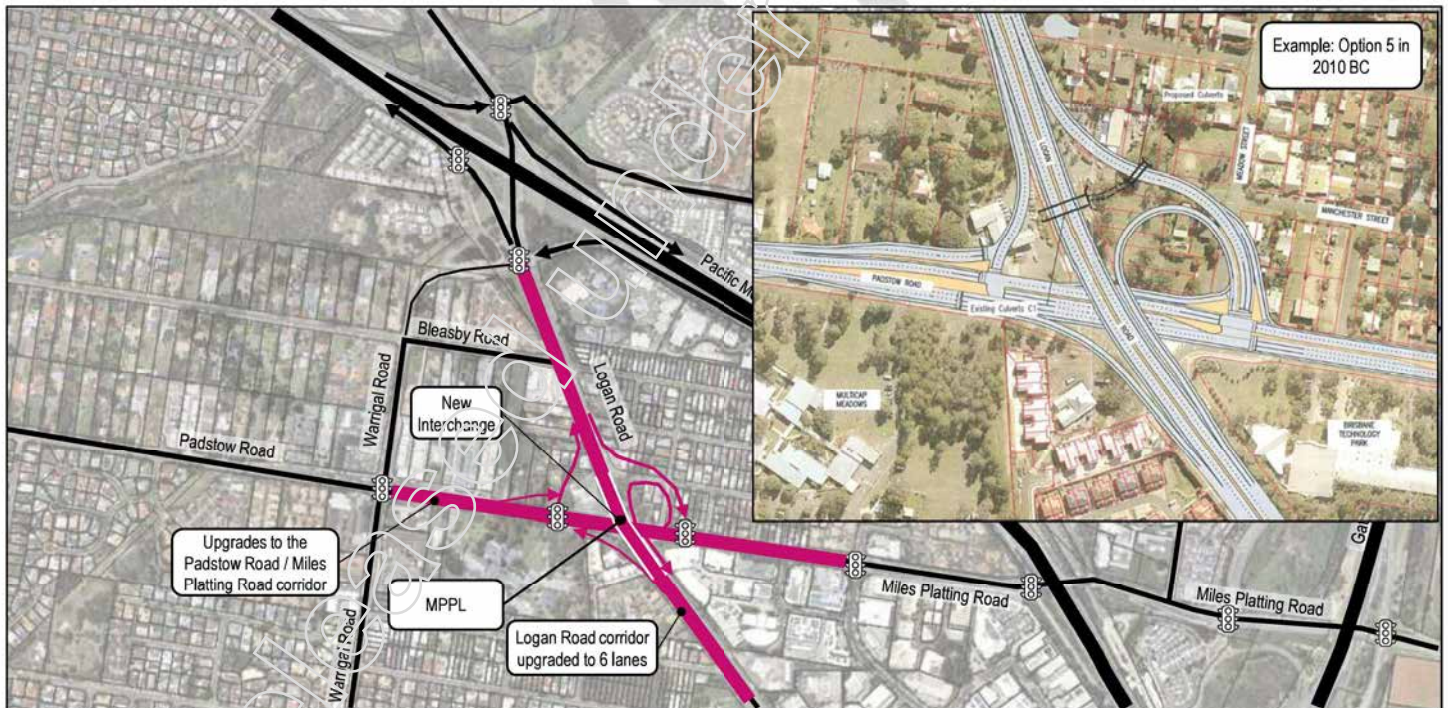 Example: Option 5 in
2010 BC
Proposed Culverts
LOGAN
MEADOW STREET
MANCHESTER STREET
PADSTOW ROAD
Existing Culverts C1
ROAD
MULTICAP
MEADOWS
BRISBANE
TECHNOLOGY
PARK
Pacific
Bleasby Road
Logan Road
Warrigal Road
New
Interchange
Padstow Road
Upgrades to the
Padstow Road / Miles
Platting Road corridor
MPPL
Logan Road corridor
upgraded to 6 lanes
Miles Platting Road
Miles Platting Road
Warrigal Road